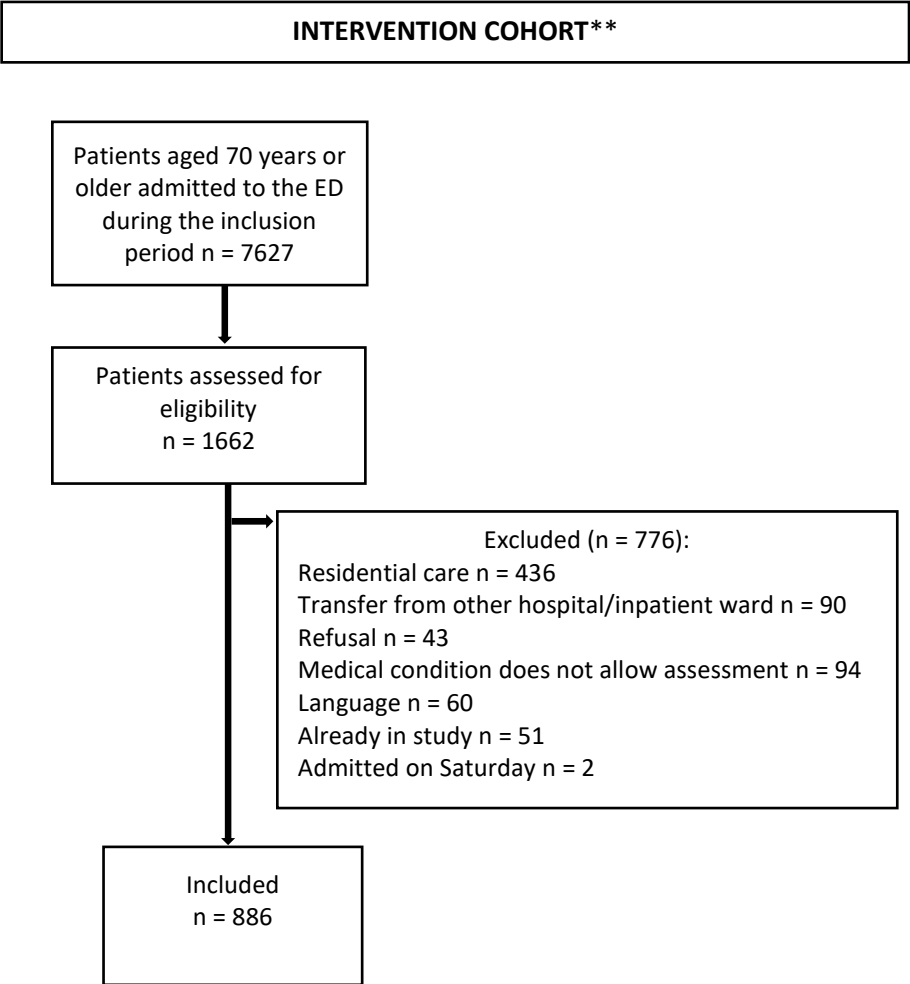 INTERVENTION COHORT**
Patients aged 70 years or
older admitted to the ED
during the inclusion
period n = 7627
Patients assessed for
eligibility
n = 1662
Excluded (n = 776):
Residential care n = 436
Transfer from other hospital/inpatient ward n = 90
Refusal n = 43
Medical condition does not allow assessment n = 94
Language n = 60
Already in study n = 51
Admitted on Saturday n = 2
Included
n = 886